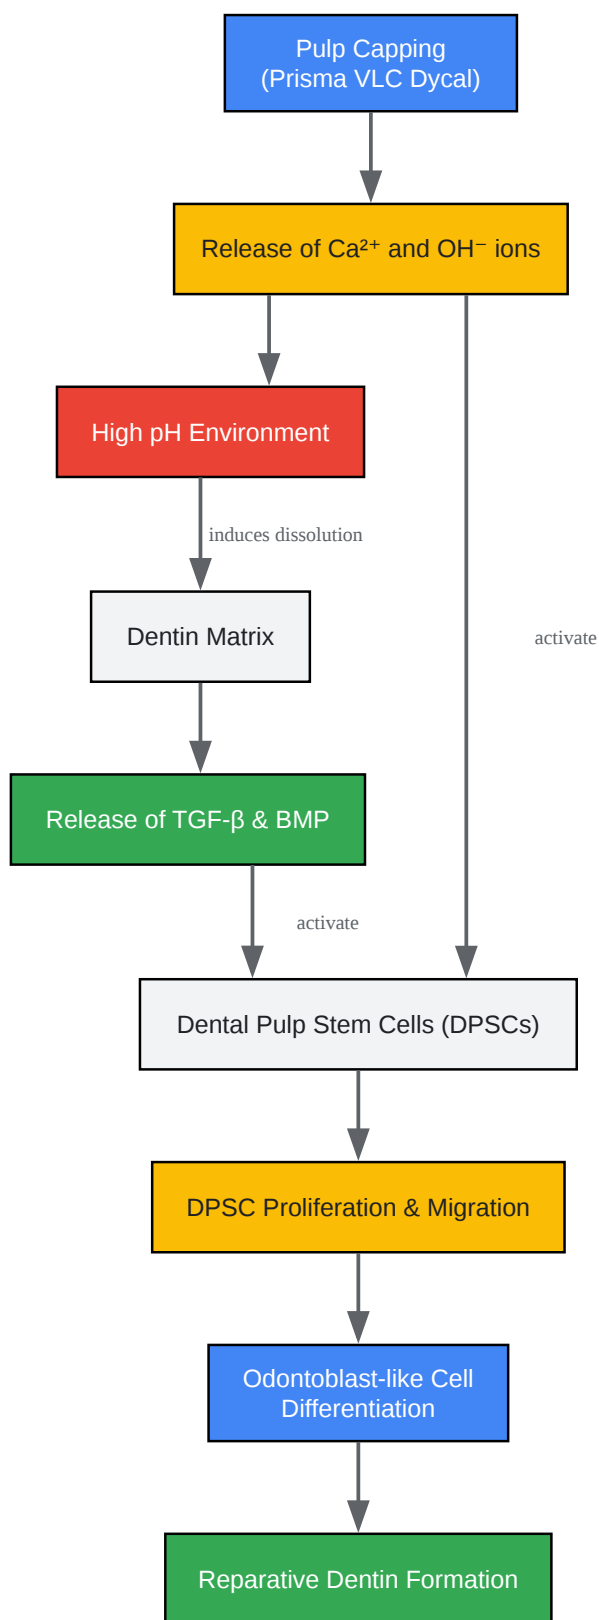 Pulp Capping
(Prisma VLC Dycal)
Release of Ca²⁺ and OH⁻ ions
High pH Environment
induces dissolution
Dentin Matrix
activate
Release of TGF-β & BMP
activate
Dental Pulp Stem Cells (DPSCs)
DPSC Proliferation & Migration
Odontoblast-like Cell
Differentiation
Reparative Dentin Formation